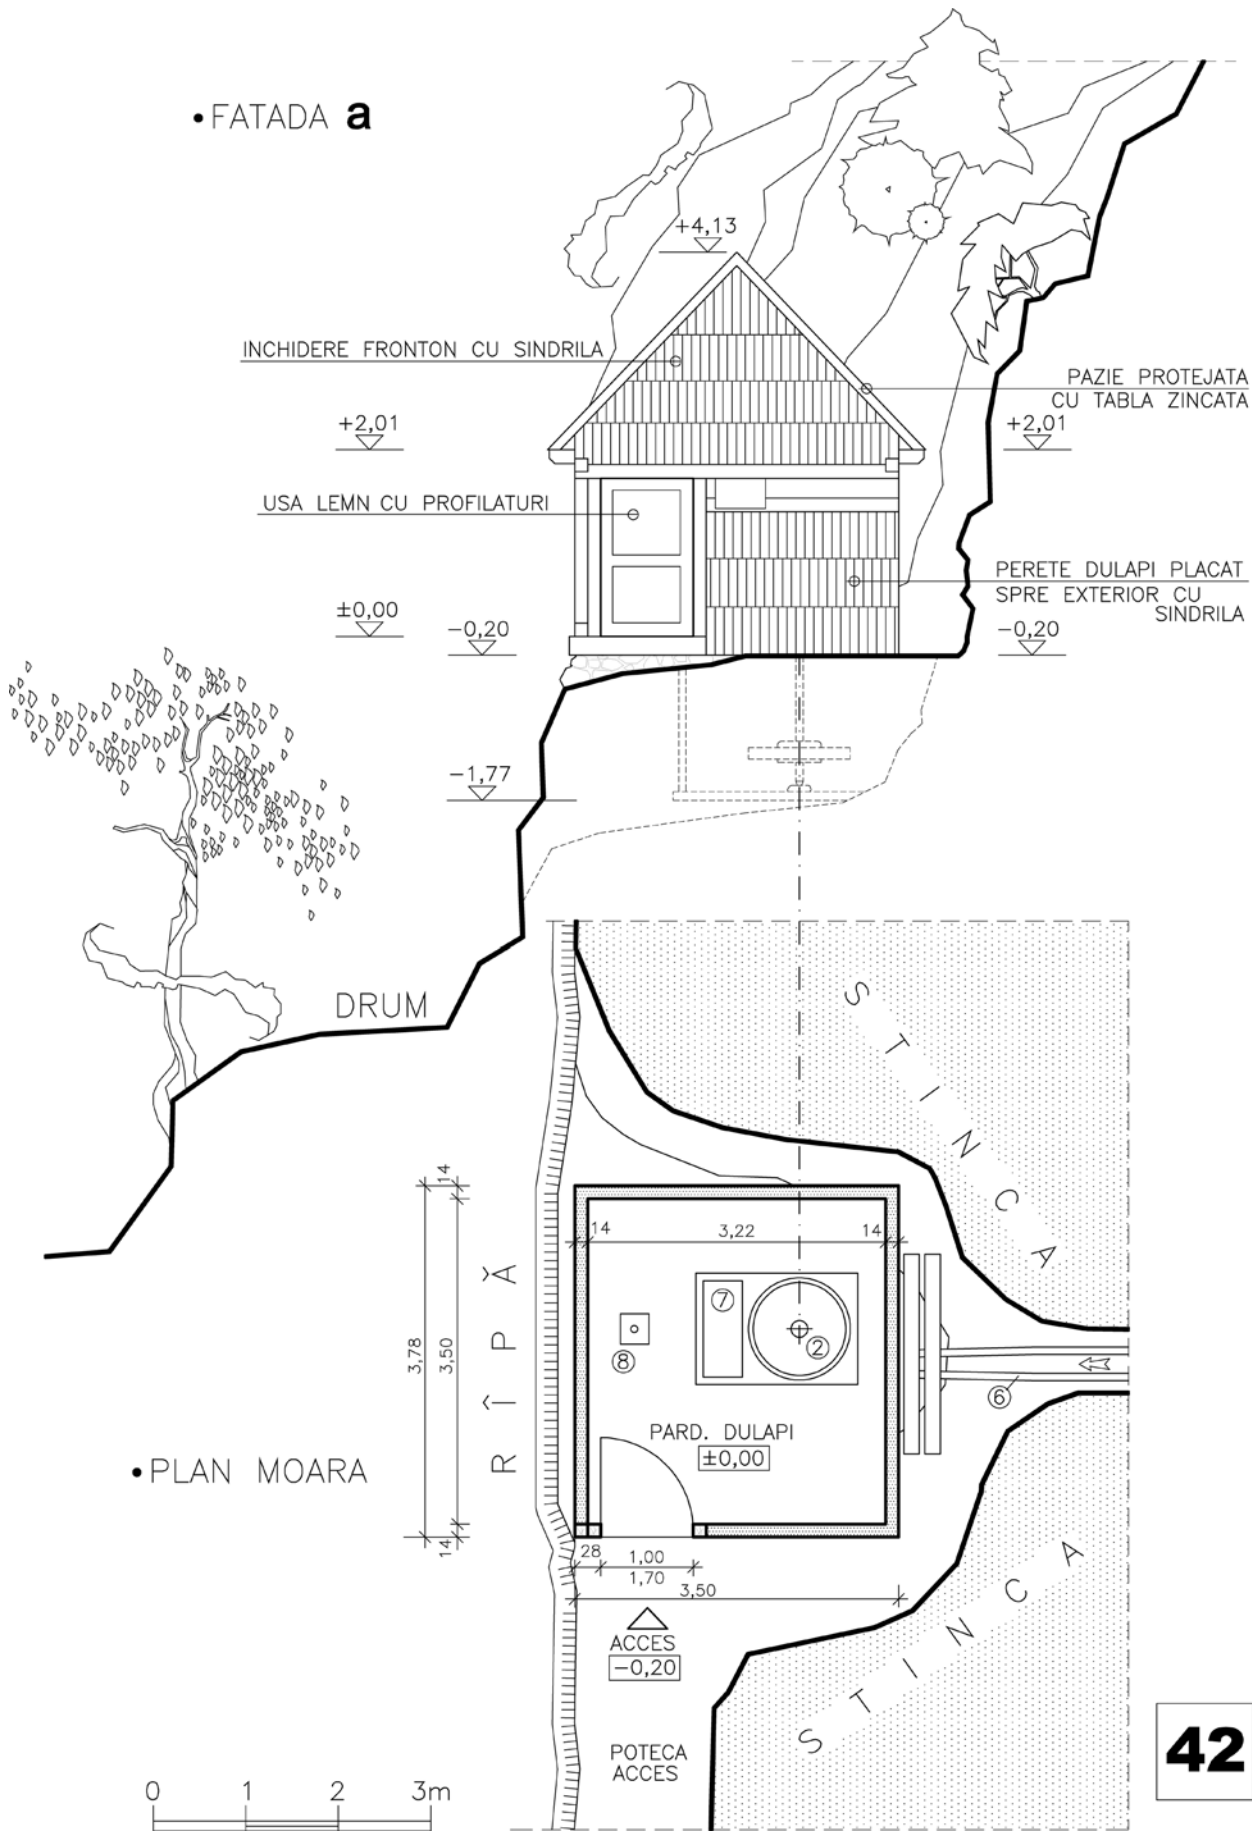 • FATADA a
+4,13
INCHIDERE FRONTON CU SINDRILA
PAZIE PROTEJATA
CU TABLA ZINCATA
+2,01
+2,01
USA LEMN CU PROFILATURI
PERETE DULAPI PLACAT
SPRE EXTERIOR CU
SINDRILA
±0,00
-0,20
-0,20
-1,77
DRUM
STINCA
14
14
3,22
14
3,78
3,50
RÎPĂ
7
2
8
6
PARD. DULAPI
±0,00
• PLAN MOARA
14
28
1,00
1,70
3,50
ACCES
-0,20
STINCA
POTECA
ACCES
42
0 1 2 3m